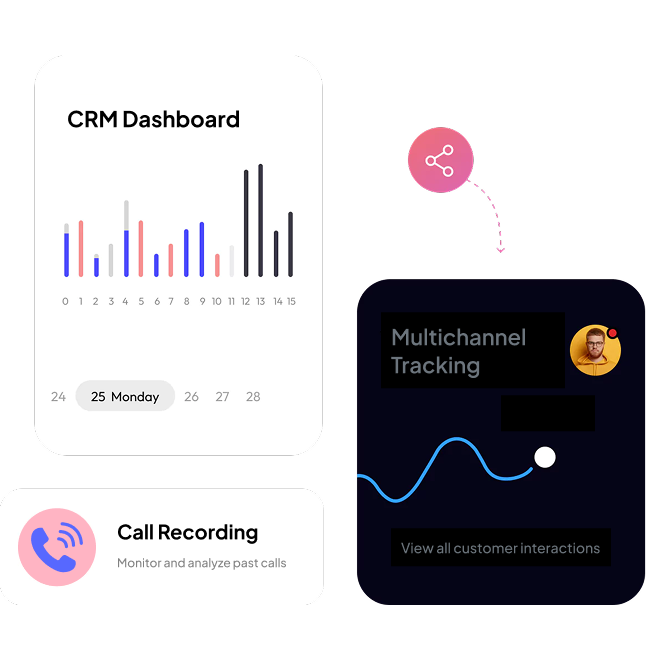 CRM Dashboard
0 1 2 3 4 5 6 7 8 9 10 11 12 13 14 15
24 25 Monday 26 27 28
Call Recording
Monitor and analyze past calls
Multichannel
Tracking
View all customer interactions